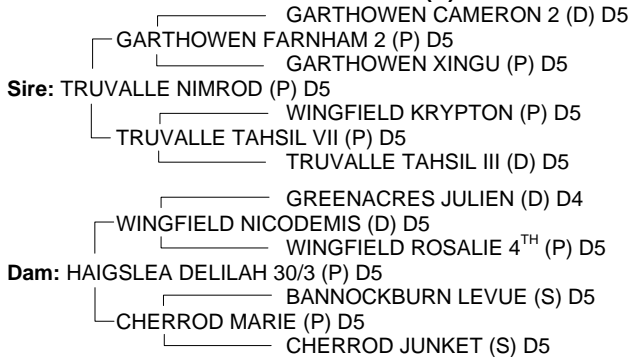 GARTHOWEN CAMERON 2 (D) D5
GARTHOWEN FARNHAM 2 (P) D5
GARTHOWEN XINGU (P) D5
Sire: TRUVALLE NIMROD (P) D5
WINGFIELD KRYPTON (P) D5
TRUVALLE TAHSIL VII (P) D5
TRUVALLE TAHSIL III (D) D5
GREENACRES JULIEN (D) D4
WINGFIELD NICODEMIS (D) D5
WINGFIELD ROSALIE 4TH (P) D5
Dam: HAIGSLEA DELILAH 30/3 (P) D5
BANNOCKBURN LEVUE (S) D5
CHERROD MARIE (P) D5
CHERROD JUNKET (S) D5